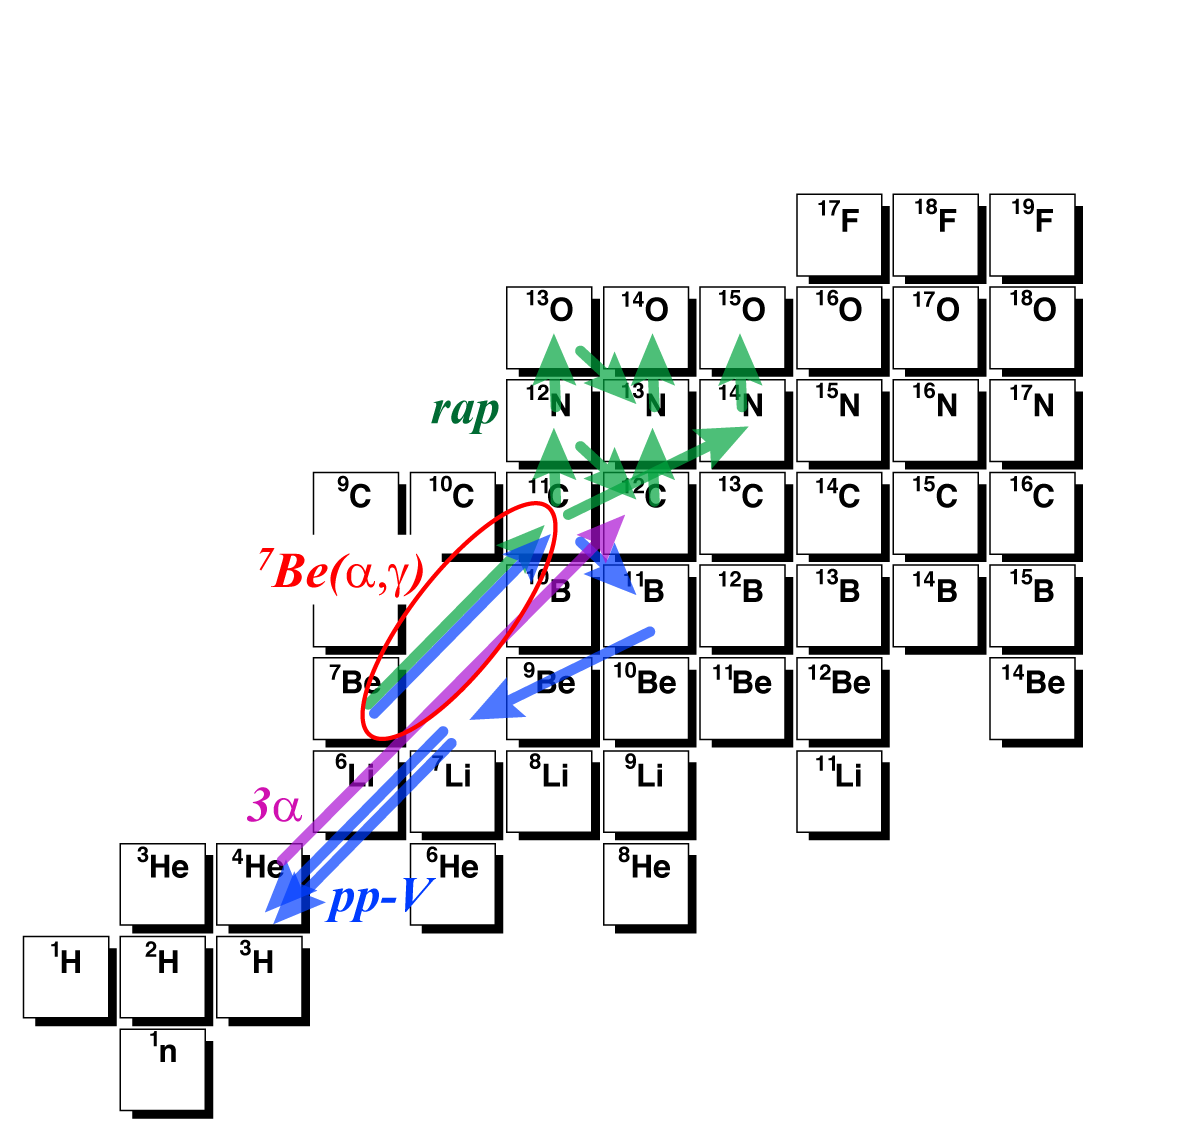 17F 18F 19F
13O 14O 15O 16O 17O 18O
rap 12N 13N 14N 15N 16N 17N
9C 10C 11C 12C 13C 14C 15C 16C
7Be(α,γ) 10B 11B 12B 13B 14B 15B
7Be 9Be 10Be 11Be 12Be 14Be
3α 6Li 7Li 8Li 9Li 11Li
3He 4He 6He 8He
pp-V
1H 2H 3H
1n